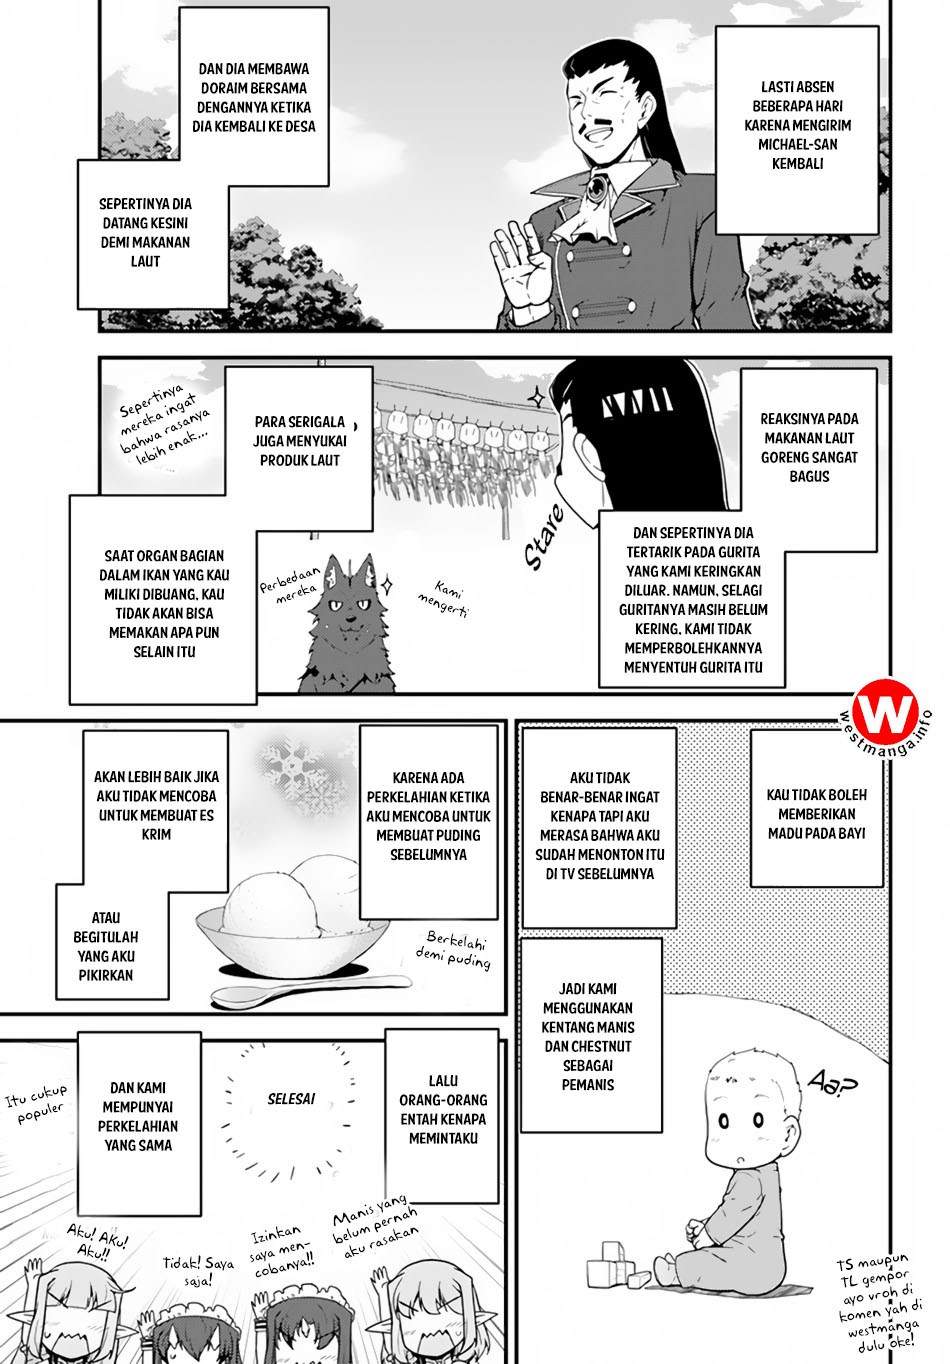 LASTI ABSEN
BEBERAPA HARI
KARENA MENGIRIM
MICHAEL-SAN
KEMBALI
DAN DIA MEMBAWA
DORAIM BERSAMA
DENGANNYA KETIKA
DIA KEMBALI KE DESA
SEPERTINYA DIA
DATANG KESINI
DEMI MAKANAN
LAUT
REAKSINYA PADA
MAKANAN LAUT
GORENG SANGAT
BAGUS
DAN SEPERTINYA DIA
TERTARIK PADA GURITA
YANG KAMI KERINGKAN
DILUAR. NAMUN, SELAGI
GURITANYA MASIH BELUM
KERING, KAMI TIDAK
MEMPERBOLEHKANNYA
MENYENTUH GURITA ITU
Stare
PARA SERIGALA
JUGA MENYUKAI
PRODUK LAUT
Sepertinya
mereka ingat
bahwa rasanya
lebih enak...
SAAT ORGAN BAGIAN
DALAM IKAN YANG KAU
MILIKI DIBUANG, KAU
TIDAK AKAN BISA
MEMAKAN APA PUN
SELAIN ITU
Perbedaan
mereka
Kami
mengerti
W
westmanga.info
KAU TIDAK BOLEH
MEMBERIKAN
MADU PADA BAYI
AKU TIDAK
BENAR-BENAR INGAT
KENAPA TAPI AKU
MERASA BAHWA AKU
SUDAH MENONTON ITU
DI TV SEBELUMNYA
JADI KAMI
MENGGUNAKAN
KENTANG MANIS
DAN CHESTNUT
SEBAGAI
PEMANIS
Aa?
KARENA ADA
PERKELAHIAN KETIKA
AKU MENCOBA UNTUK
MEMBUAT PUDING
SEBELUMNYA
Berkelahi
demi puding
AKAN LEBIH BAIK JIKA
AKU TIDAK MENCOBA
UNTUK MEMBUAT ES
KRIM
ATAU
BEGITULAH
YANG AKU
PIKIRKAN
LALU
ORANG-ORANG
ENTAH KENAPA
MEMINTAKU
SELESAI
DAN KAMI
MEMPUNYAI
PERKELAHIAN
YANG SAMA
Itu cukup
populer
Manis yang
belum pernah
aku rasakan
Izinkan
saya men-
cobanya!!
Tidak! Saya
saja!
Aku! Aku!
Aku!!
TS maupun
TL gempor
ayo vroh di
komen yah di
westmanga
dulu oke!